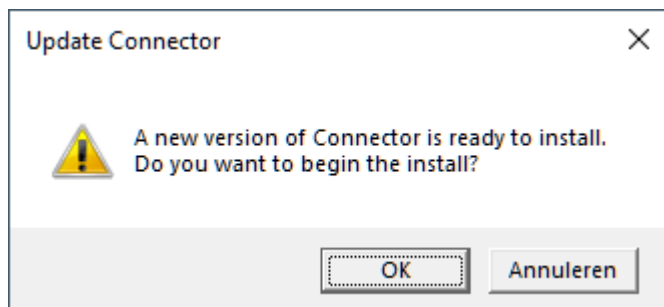 Update Connector
A new version of Connector is ready to install.
Do you want to begin the install?
OK
Annuleren